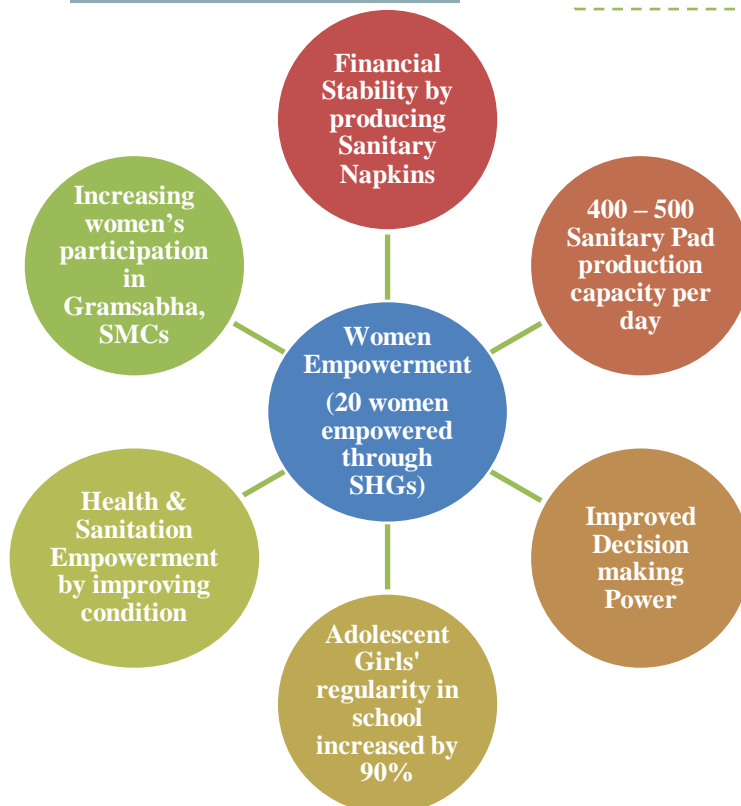 Financial
Stability by
producing
Sanitary
Napkins
400 – 500
Sanitary Pad
production
capacity per
day
Improved
Decision
making
Power
Adolescent
Girls'
regularity in
school
increased by
90%
Health &
Sanitation
Empowerment
by improving
condition
Increasing
women’s
participation
in
Gramsabha,
SMCs
Women
Empowerment
(20 women
empowered
through
SHGs)